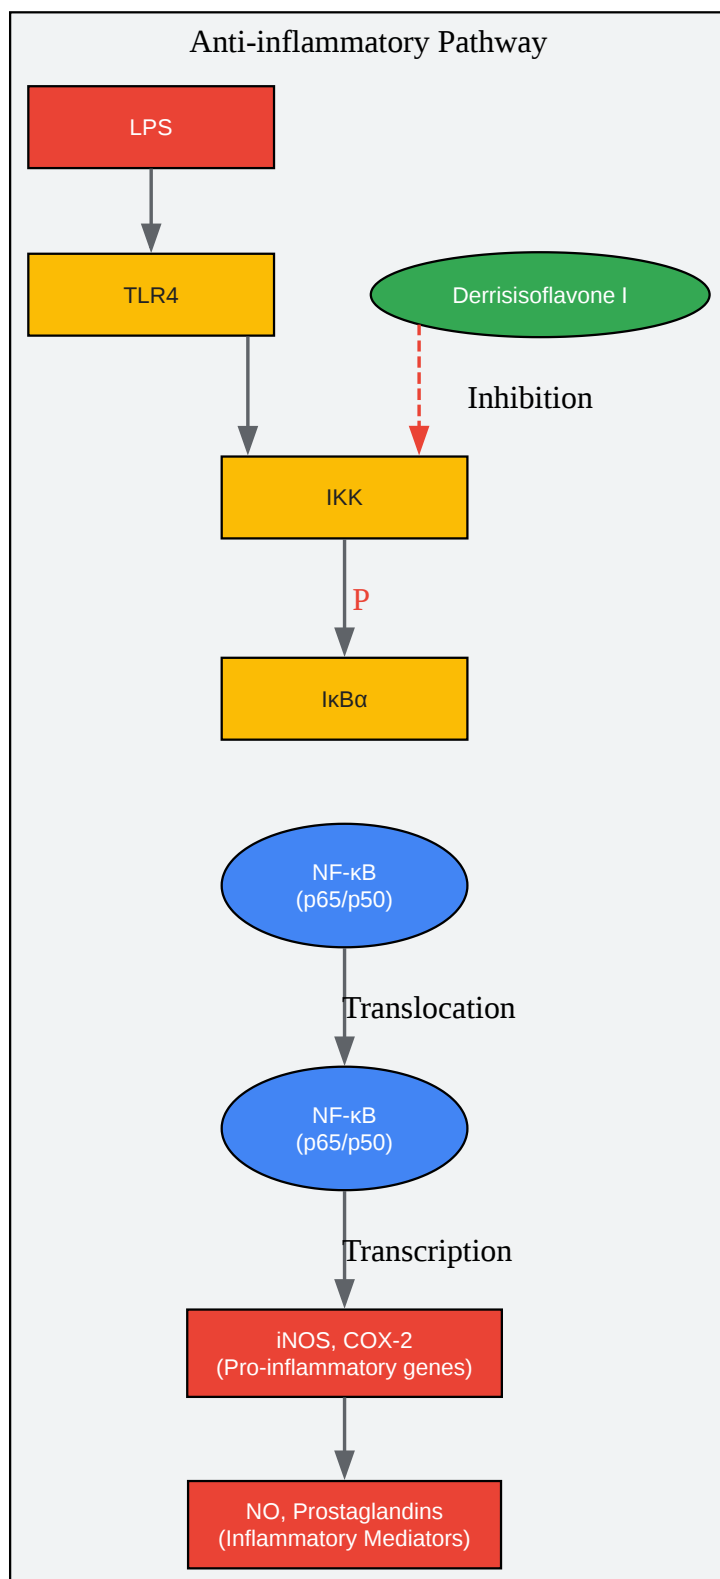 Anti-inflammatory Pathway
LPS
TLR4
Derrisisoflavone I
Inhibition
IKK
P
IκBα
NF-κB
(p65/p50)
Translocation
NF-κB
(p65/p50)
Transcription
iNOS, COX-2
(Pro-inflammatory genes)
NO, Prostaglandins
(Inflammatory Mediators)